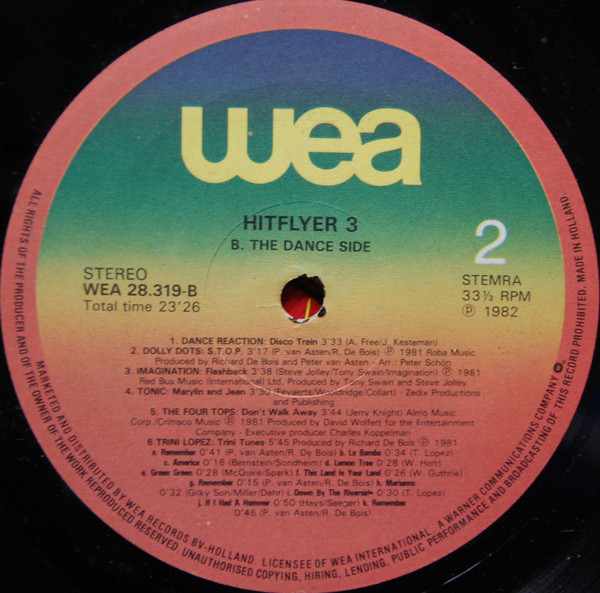 wea
HITFLYER 3
B. THE DANCE SIDE
2
STEREO
WEA 28.319-B
Total time 23'26
STEMRA
33⅓ RPM
Ⓟ 1982
1. DANCE REACTION: Disco Train 3'33 (A. Free/J. Kesteman)
2. DOLLY DOTS: S.T.O.P. 3'17 (P. van Asten/R. De Bois) Ⓟ 1981 Roba Music
Produced by Richard De Bois and Peter van Asten - Arr.: Peter Schön
3. IMAGINATION: Flashback 3'38 (Steve Jolley/Tony Swain/Imagination) Ⓟ 1981
Red Bus Music (International) Ltd. Produced by Tony Swain and Steve Jolley
4. TONIC: Marylin and Jean 3'30 (Feyaerts/Wooldridge/Collart) - Zedix Productions
and Publishing
5. THE FOUR TOPS: Don't Walk Away 3'44 (Jerry Knight) Almo Music
Corp./Crimsco Music Ⓟ 1981 Produced by David Wolfert for the Entertainment
Company - Executive producer Charles Koppelman
6.TRINI LOPEZ: Trini Tunes 5'45 Produced by Richard De Bois Ⓟ 1981
a. Remember 0'41 (P. van Asten/R. De Bois) b. La Bamba 0'34 (T. Lopez)
c. America 0'16 (Bernstein/Sondheim) d. Lemon Tree 0'28 (W. Holt)
e. Green Green 0'28 (McQuire/Spark) f. This Land Is Your Land 0'26 (W. Guthrie)
g. Remember 0'15 (P. van Asten/R. De Bois) h. Marianne
0'32 (Gilky Son/Miller/Dehr) i. Down By The Riverside 0'30 (T. Lopez)
j. If I Had A Hammer 0'50 (Hays/Seeger) k. Remember
0'45 (P. van Asten/R. De Bois)
ALL RIGHTS OF THE PRODUCER AND OF THE OWNER OF THE WORK REPRODUCED RESERVED. UNAUTHORISED COPYING, HIRING, LENDING, PUBLIC PERFORMANCE AND BROADCASTING OF THIS RECORD PROHIBITED. MADE IN HOLLAND.
MARKETED AND DISTRIBUTED BY WEA RECORDS BV-HOLLAND. LICENSEE OF WEA INTERNATIONAL. A WARNER COMMUNICATIONS COMPANY